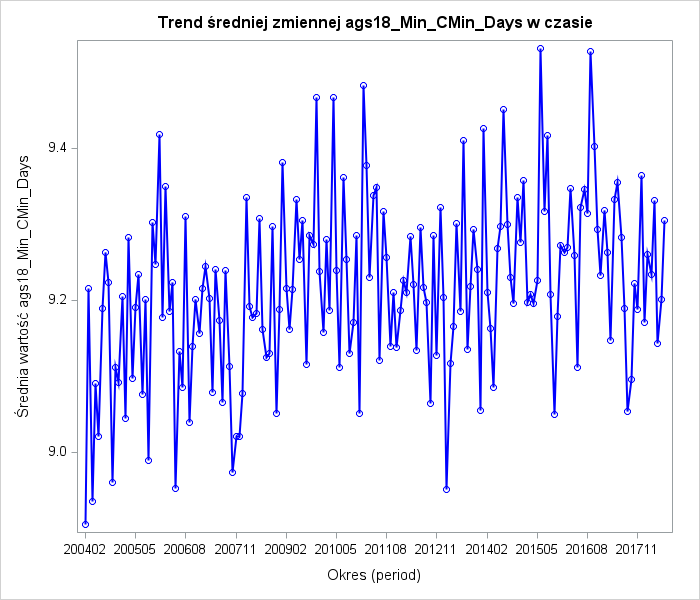 Trend średniej zmiennej ags18_Min_CMin_Days w czasie
Średnia wartość ags18_Min_CMin_Days
9.4
9.2
9.0
200402 200505 200608 200711 200902 201005 201108 201211 201402 201505 201608 201711
Okres (period)